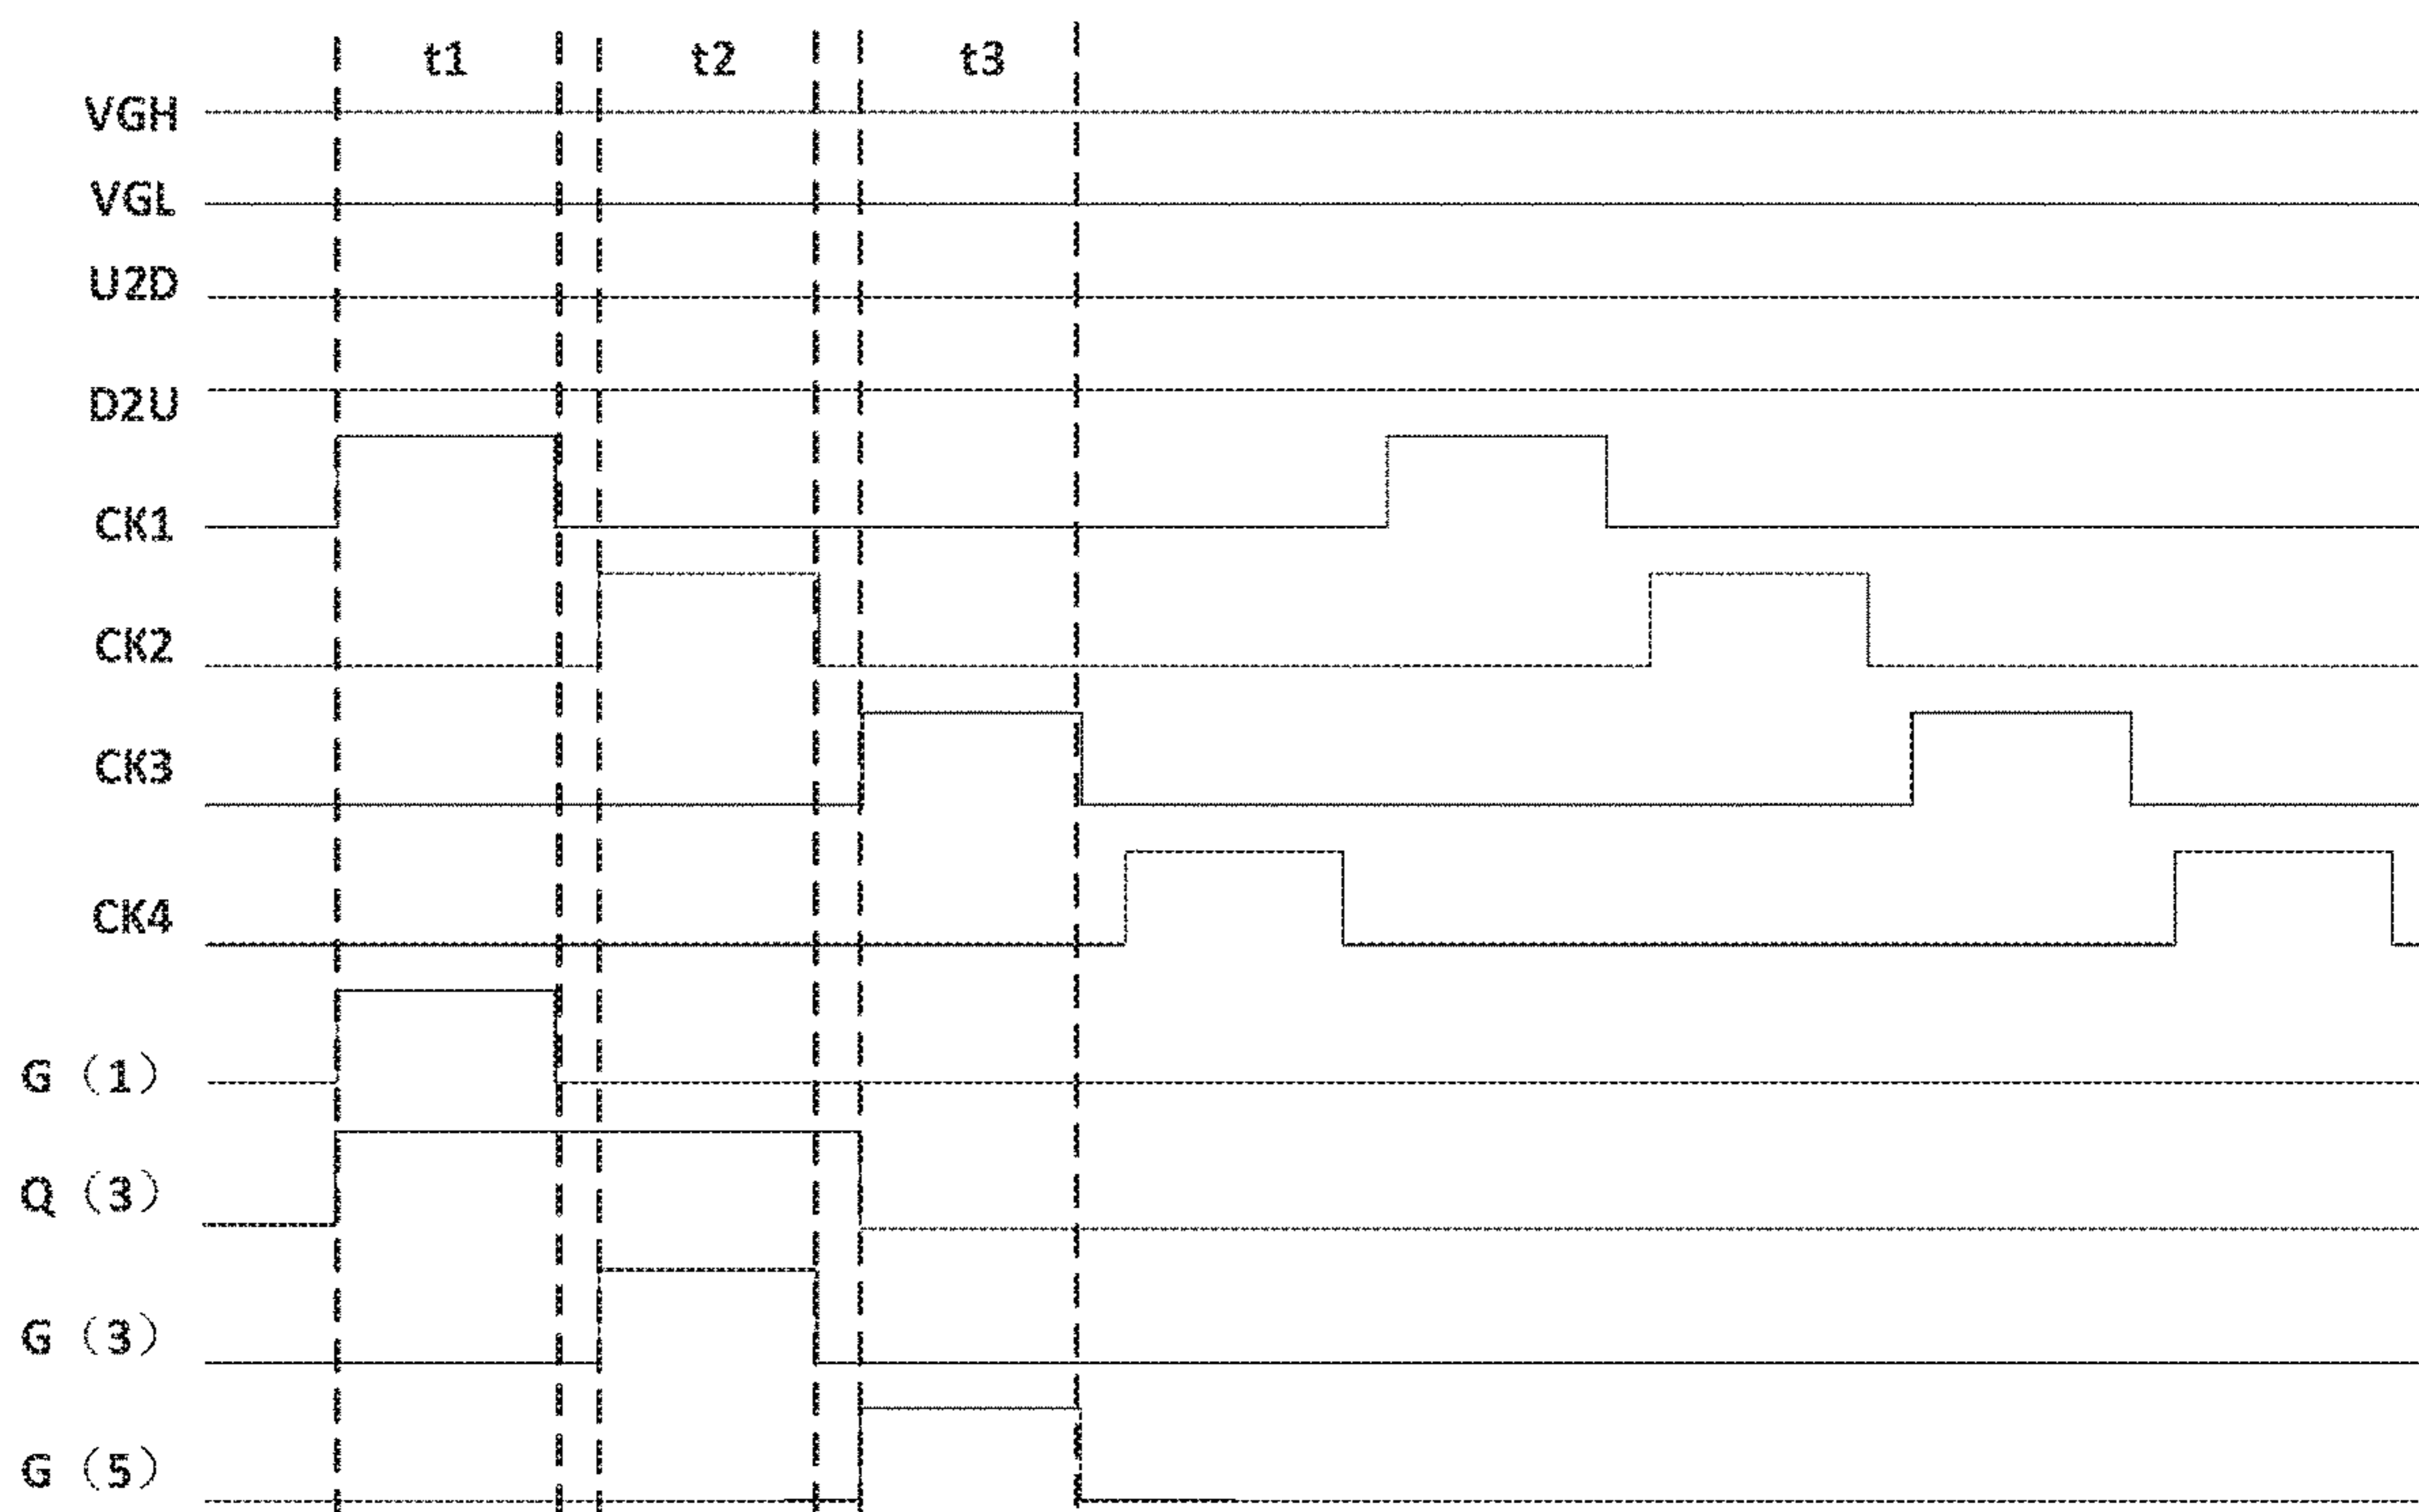 t1 t2 t3
VGH
VGL
U2D
D2U
CK1
CK2
CK3
CK4
G（1）
Q（3）
G（3）
G（5）